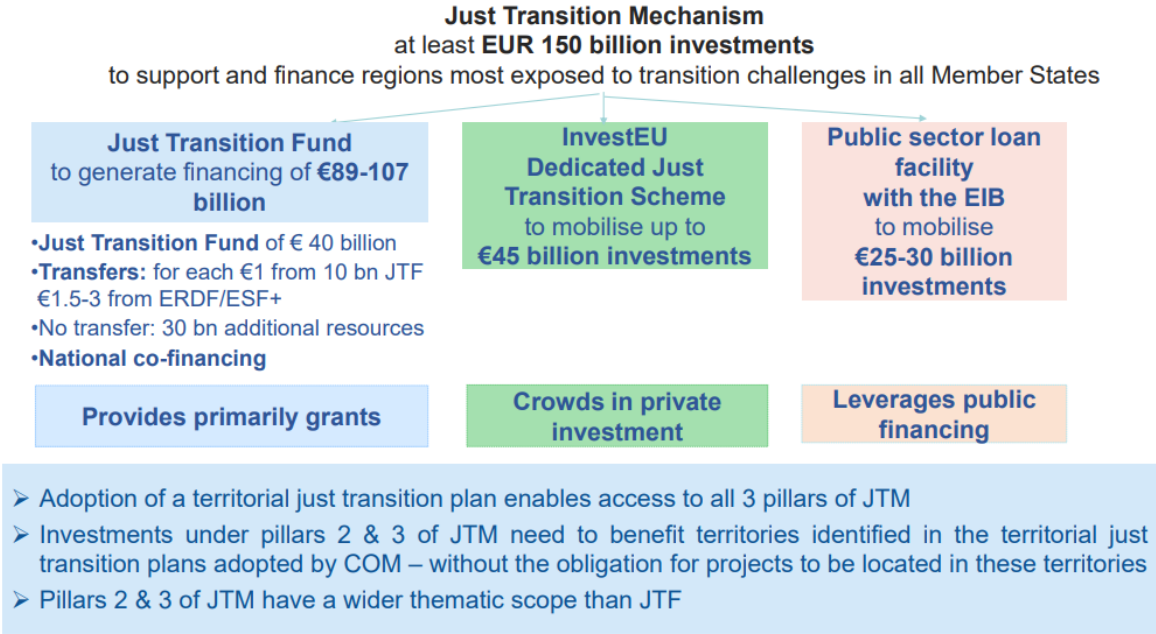 Just Transition Mechanism
at least EUR 150 billion investments
to support and finance regions most exposed to transition challenges in all Member States
Just Transition Fund
to generate financing of €89-107
billion
•Just Transition Fund of € 40 billion
•Transfers: for each €1 from 10 bn JTF
€1.5-3 from ERDF/ESF+
•No transfer: 30 bn additional resources
•National co-financing
Provides primarily grants
InvestEU
Dedicated Just
Transition Scheme
to mobilise up to
€45 billion investments
Crowds in private
investment
Public sector loan
facility
with the EIB
to mobilise
€25-30 billion
investments
Leverages public
financing
➢ Adoption of a territorial just transition plan enables access to all 3 pillars of JTM
➢ Investments under pillars 2 & 3 of JTM need to benefit territories identified in the territorial just
transition plans adopted by COM – without the obligation for projects to be located in these territories
➢ Pillars 2 & 3 of JTM have a wider thematic scope than JTF